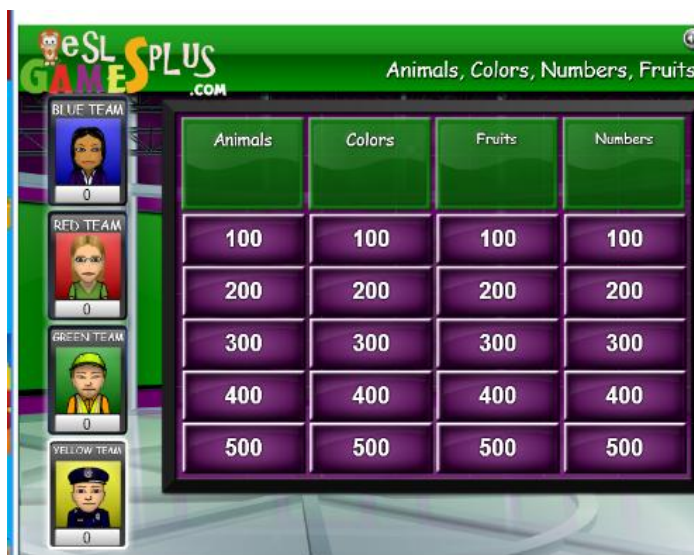 eSL
GAMESPLUS
.COM
Animals, Colors, Numbers, Fruits
BLUE TEAM
0
RED TEAM
0
GREEN TEAM
0
YELLOW TEAM
0
Animals Colors Fruits Numbers
100 100 100 100
200 200 200 200
300 300 300 300
400 400 400 400
500 500 500 500